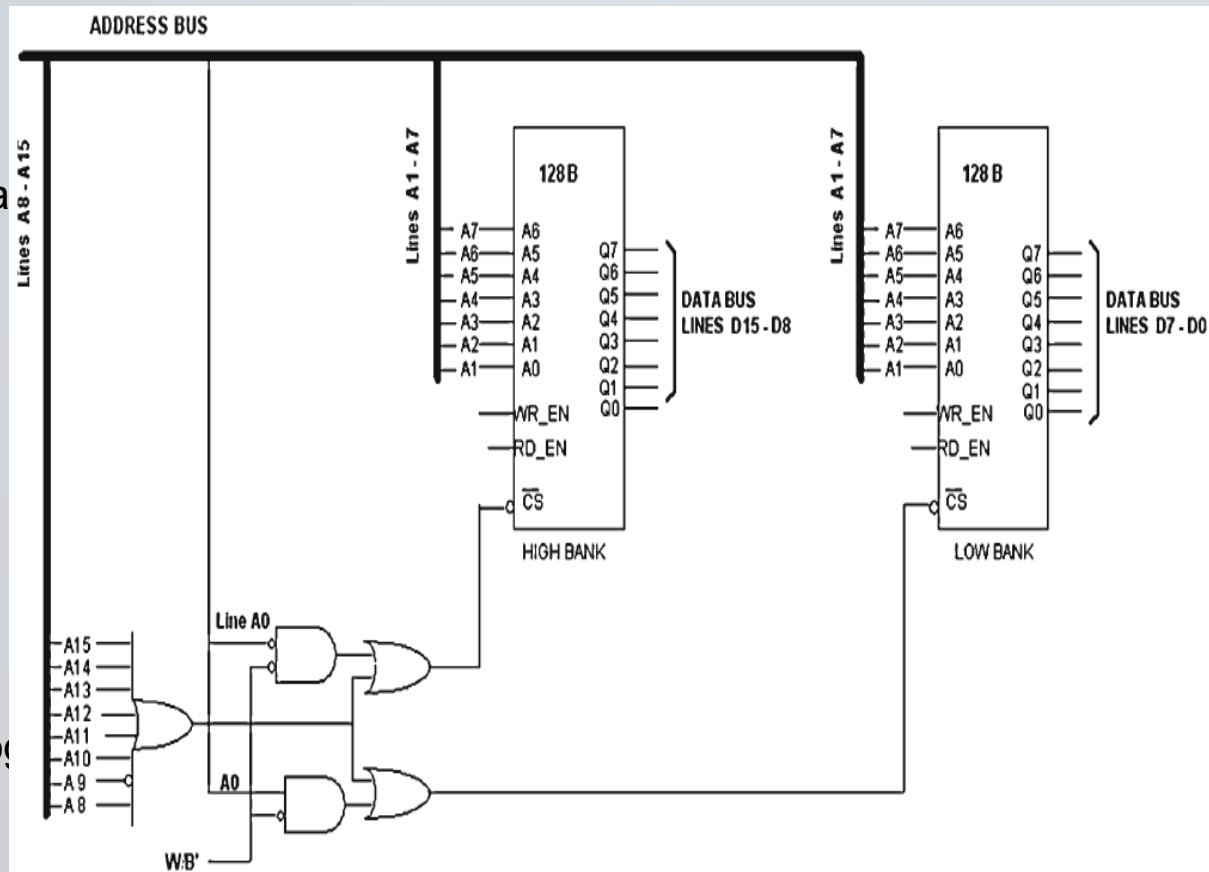 ADDRESS BUS
Lines A8 - A15
Lines A1 - A7
128B
A7 A6
A6 A5
A5 A4
A4 A3
A3 A2
A2 A1
A1 A0
WR_EN
RD_EN
CS
Q7
Q6
Q5
Q4
Q3
Q2
Q1
Q0
DATA BUS
LINES D15 - D8
HIGH BANK
Lines A1 - A7
128B
A7 A6
A6 A5
A5 A4
A4 A3
A3 A2
A2 A1
A1 A0
WR_EN
RD_EN
CS
Q7
Q6
Q5
Q4
Q3
Q2
Q1
Q0
DATA BUS
LINES D7 - D0
LOW BANK
a
Line A0
A15
A14
A13
A12
A11
A10
A9
A8
A0
W/B'